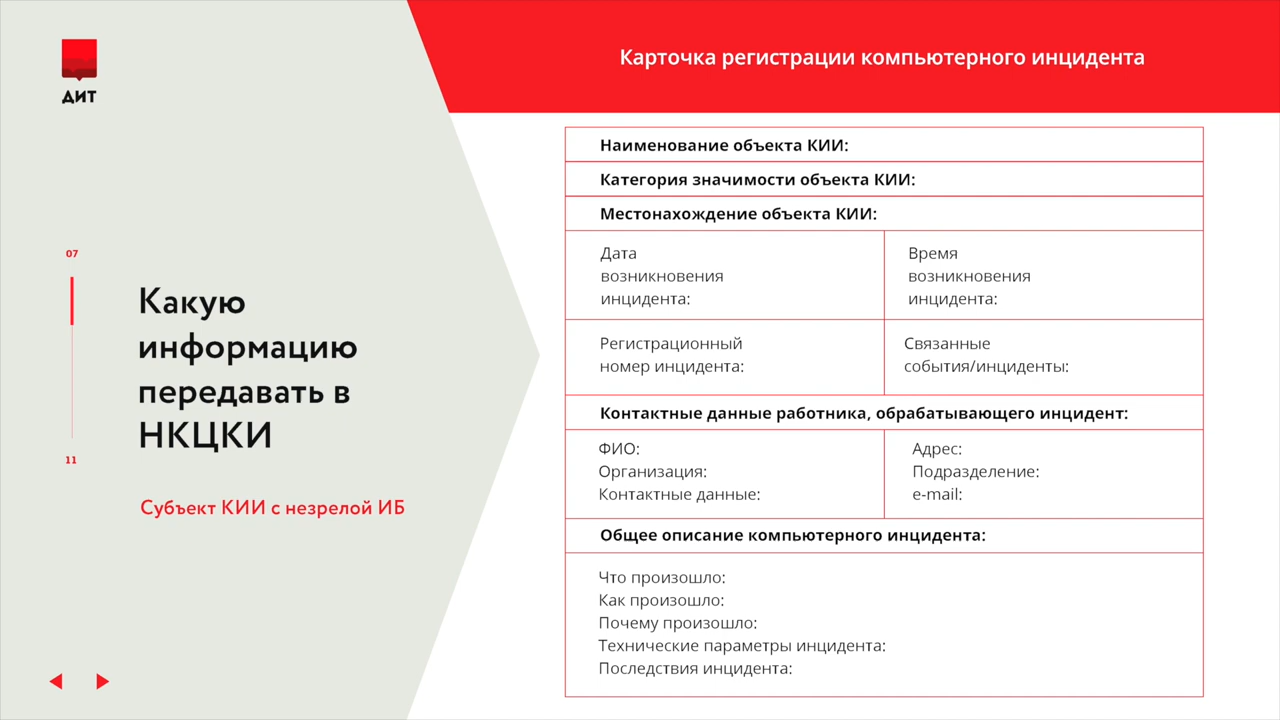 ДИТ
Карточка регистрации компьютерного инцидента
07
11
Какую
информацию
передавать в
НКЦКИ
Субъект КИИ с незрелой ИБ
Наименование объекта КИИ:
Категория значимости объекта КИИ:
Местонахождение объекта КИИ:
Дата
возникновения
инцидента:
Время
возникновения
инцидента:
Регистрационный
номер инцидента:
Связанные
события/инциденты:
Контактные данные работника, обрабатывающего инцидент:
ФИО:
Организация:
Контактные данные:
Адрес:
Подразделение:
e-mail:
Общее описание компьютерного инцидента:
Что произошло:
Как произошло:
Почему произошло:
Технические параметры инцидента:
Последствия инцидента: